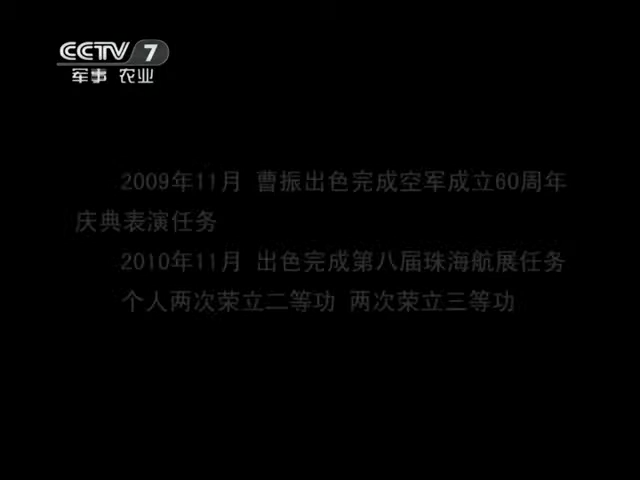 CCTV 7
军事 农业
2009年11月 曹振出色完成空军成立60周年
庆典表演任务
2010年11月 出色完成第八届珠海航展任务
个人两次荣立二等功 两次荣立三等功